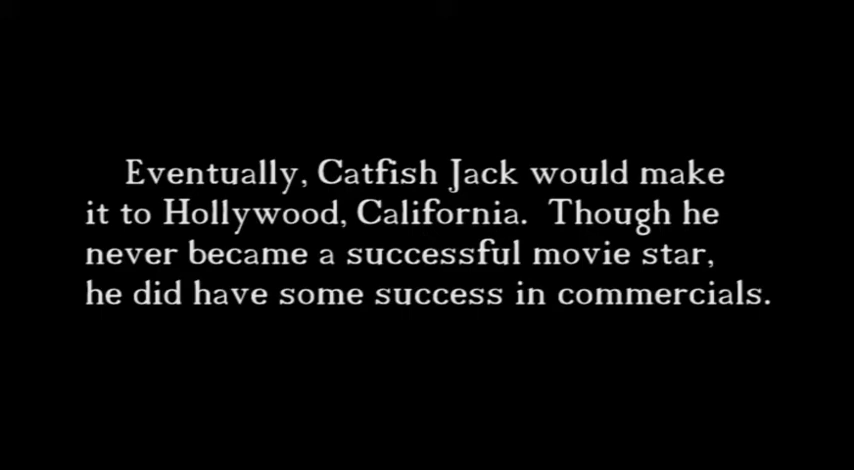 Eventually, Catfish Jack would make
it to Hollywood, California. Though he
never became a successful movie star,
he did have some success in commercials.